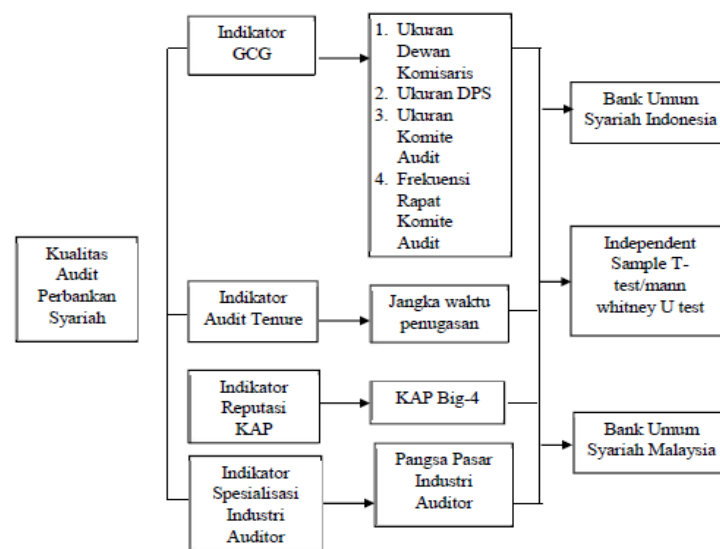 Indikator
GCG
1. Ukuran
Dewan
Komisaris
2. Ukuran DPS
3. Ukuran
Komite
Audit
4. Frekuensi
Rapat
Komite
Audit
Bank Umum
Syariah Indonesia
Kualitas
Audit
Perbankan
Syariah
Independent
Sample T-
test/mann
whitney U test
Indikator
Audit Tenure
Jangka waktu
penugasan
Indikator
Reputasi
KAP
KAP Big-4
Bank Umum
Syariah Malaysia
Indikator
Spesialisasi
Industri
Auditor
Pangsa Pasar
Industri
Auditor